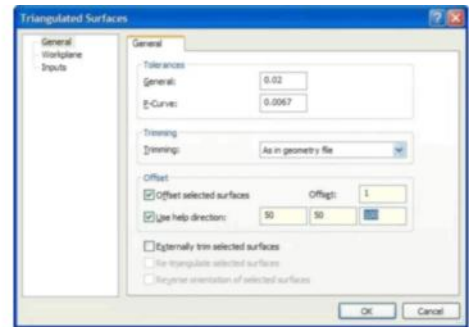 Triangulated Surfaces
General
Workplane
Inputs
General
Tolerances
General: 0.02
P-Curve: 0.0067
Trimming
Trimming: As in geometry file
Offset
Offset selected surfaces Offset: 1
Use help direction: 50 50
Externally trim selected surfaces
Re-triangulate selected surfaces
Reverse orientation of selected surfaces
OK Cancel